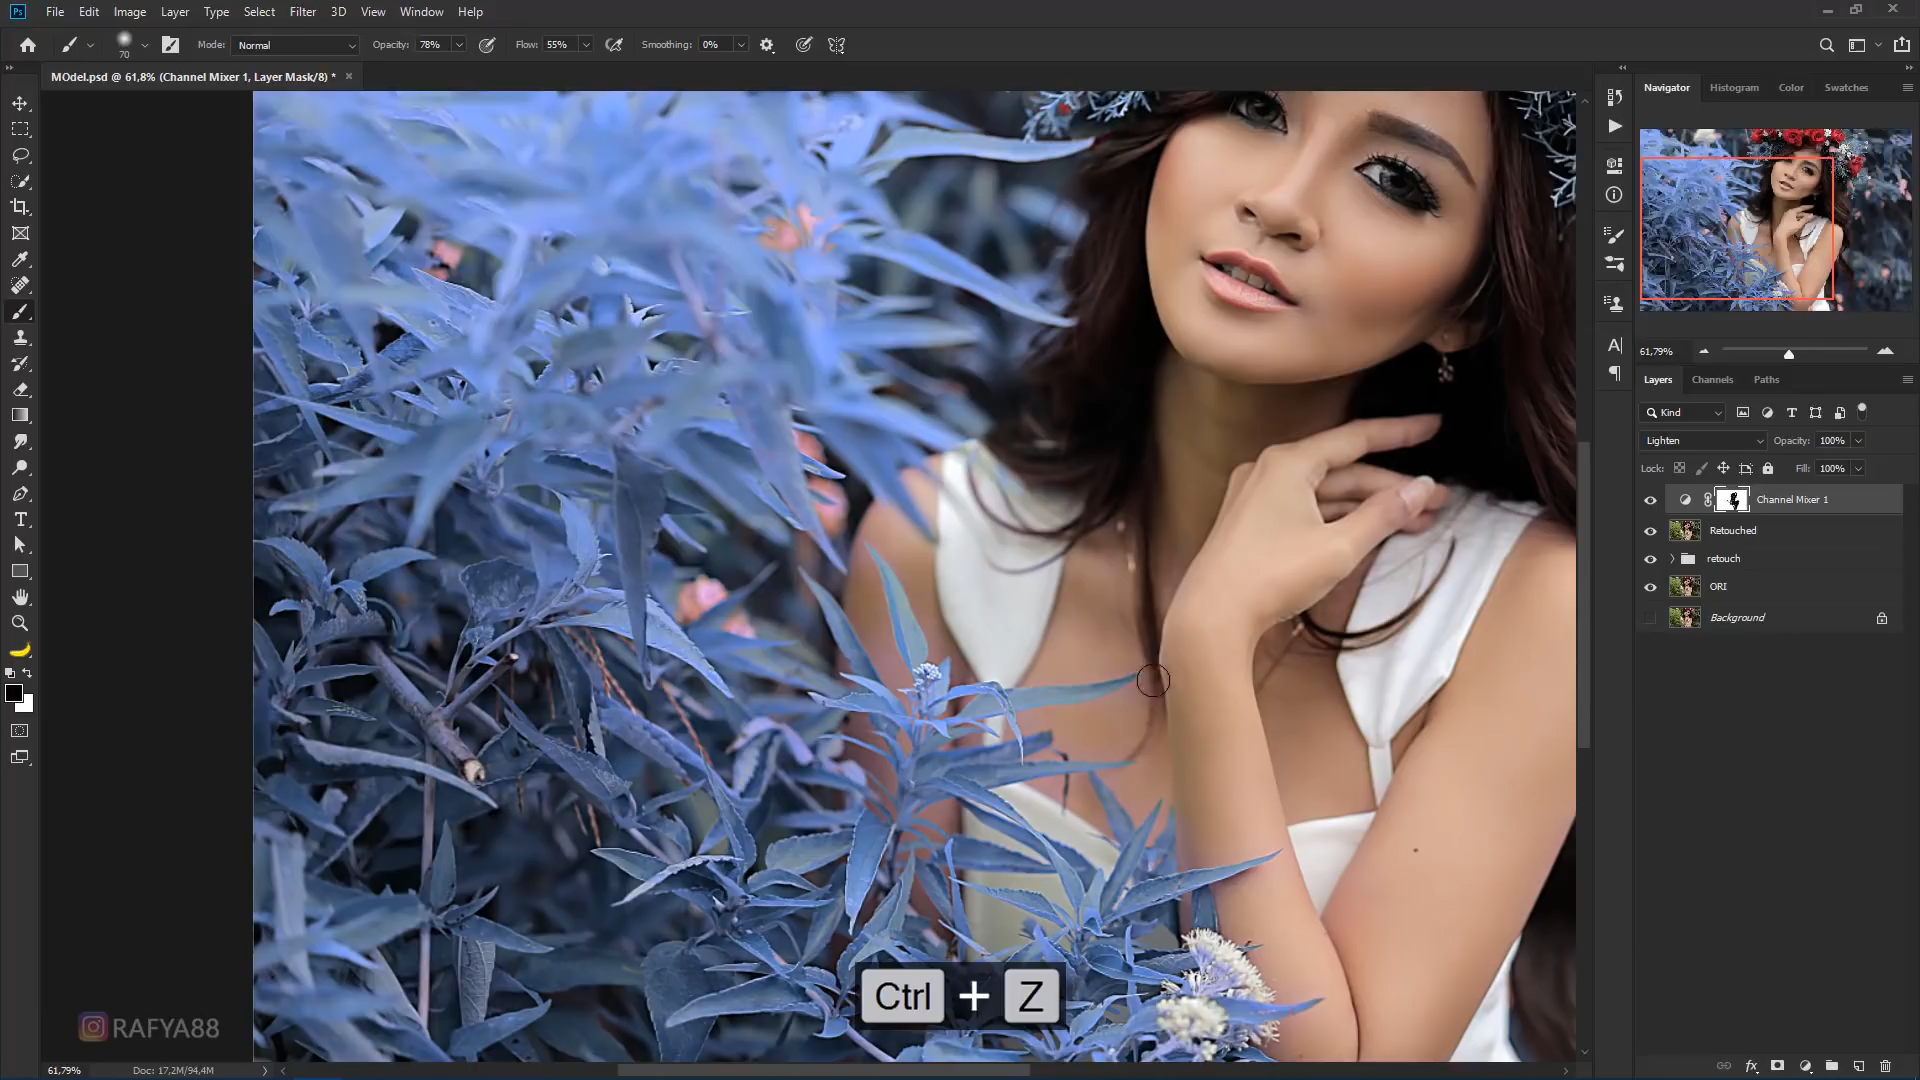 Ps File Edit Image Layer Type Select Filter 3D View Window Help
70 Mode: Normal Opacity: 78% Flow: 55% Smoothing: 0%
MOdel.psd @ 61,8% (Channel Mixer 1, Layer Mask/8) * ×
Navigator Histogram Color Swatches
61,79%
Layers Channels Paths
Kind
Lighten Opacity: 100%
Lock: Fill: 100%
Channel Mixer 1
Retouched
retouch
ORI
Background
Ctrl + Z
RAFYA88
61,79% Doc: 17,2M/94,4M